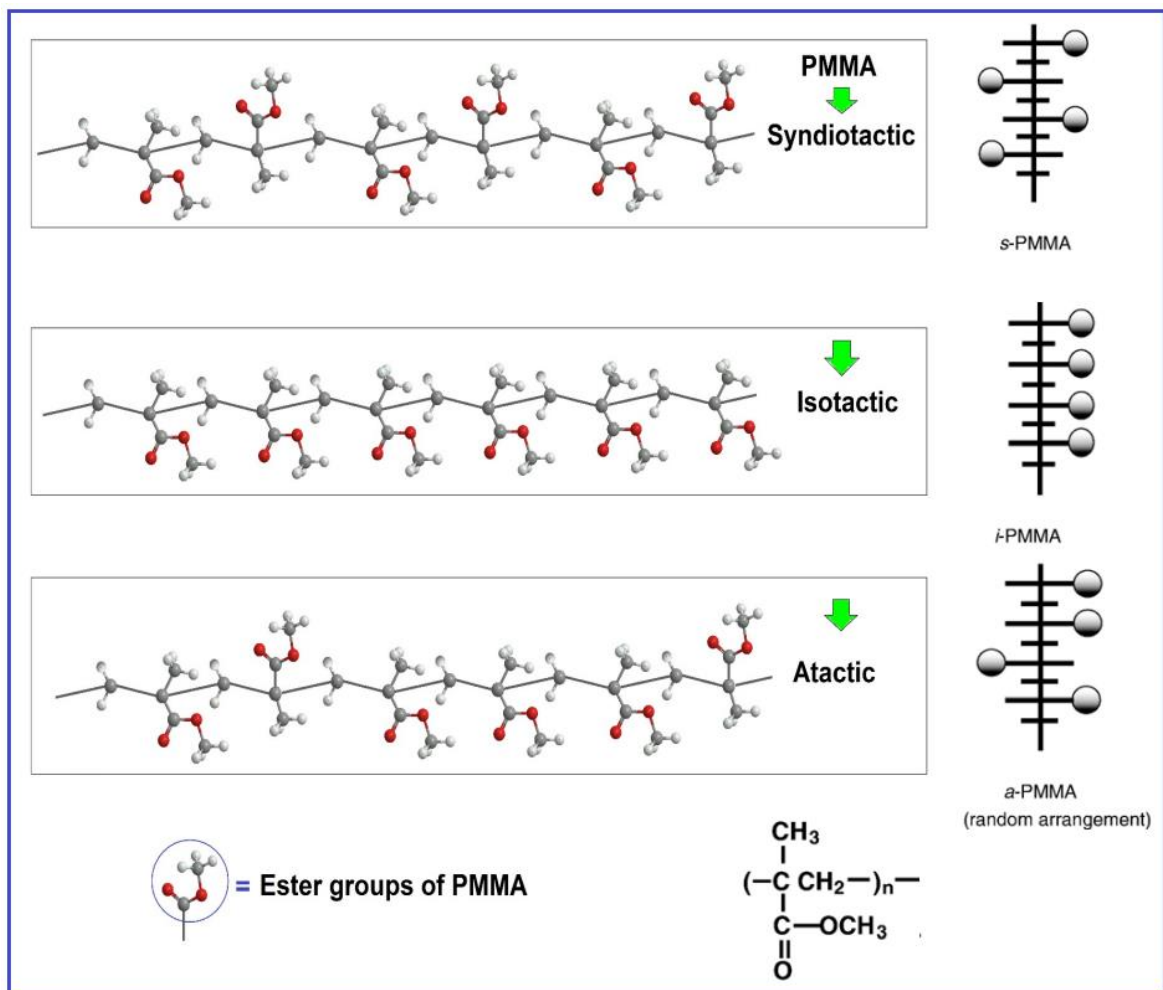 PMMA
Syndiotactic
s-PMMA
Isotactic
i-PMMA
Atactic
a-PMMA
(random arrangement)
= Ester groups of PMMA
CH₃
(—C CH₂—)ₙ—
C—OCH₃
O